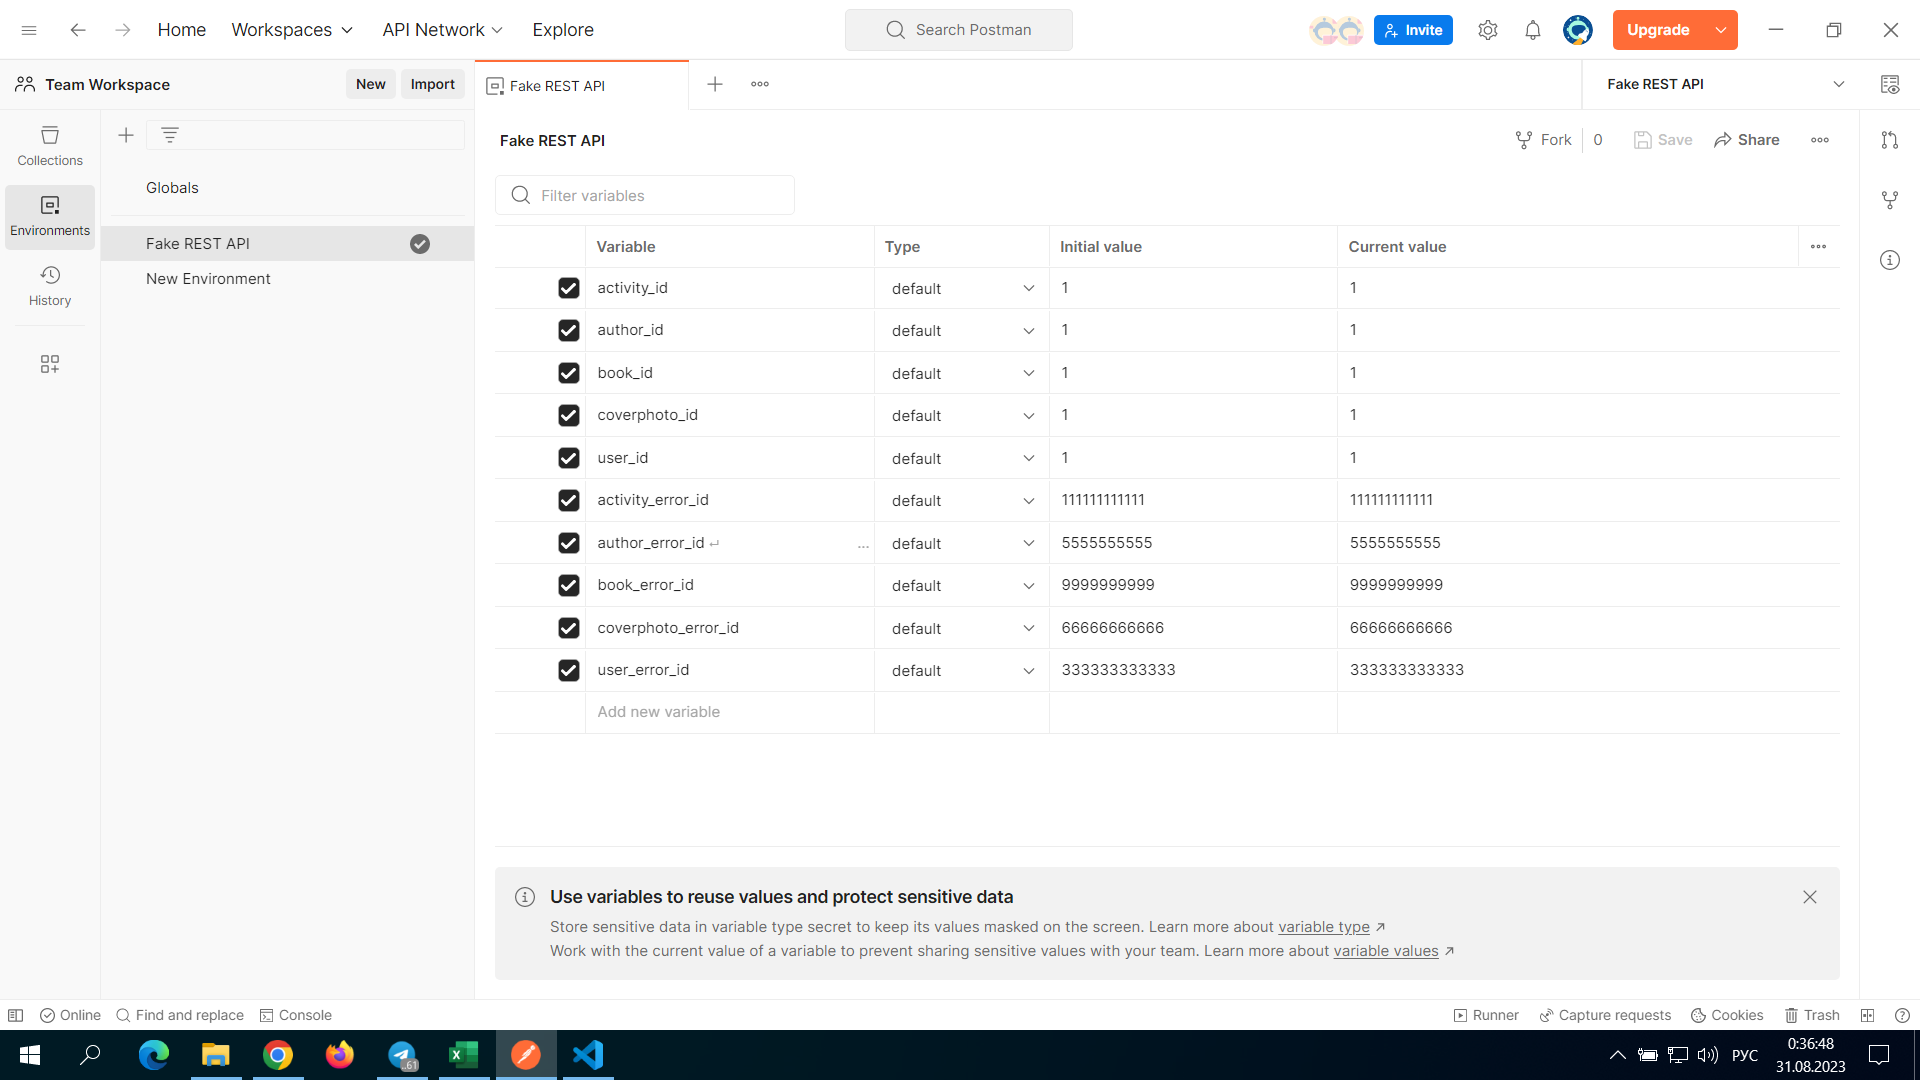 Home Workspaces API Network Explore Search Postman Invite Upgrade
Team Workspace New Import Fake REST API Fake REST API
Collections
Environments
History
Globals
Fake REST API
New Environment
Fake REST API Fork 0 Save Share
Filter variables
Variable Type Initial value Current value
activity_id default 1 1
author_id default 1 1
book_id default 1 1
coverphoto_id default 1 1
user_id default 1 1
activity_error_id default 111111111111 111111111111
author_error_id ↵ ... default 5555555555 5555555555
book_error_id default 9999999999 9999999999
coverphoto_error_id default 66666666666 66666666666
user_error_id default 333333333333 333333333333
Add new variable
Use variables to reuse values and protect sensitive data
Store sensitive data in variable type secret to keep its values masked on the screen. Learn more about variable type ↗
Work with the current value of a variable to prevent sharing sensitive values with your team. Learn more about variable values ↗
Online Find and replace Console Runner Capture requests Cookies Trash
61 РУС 0:36:48
31.08.2023